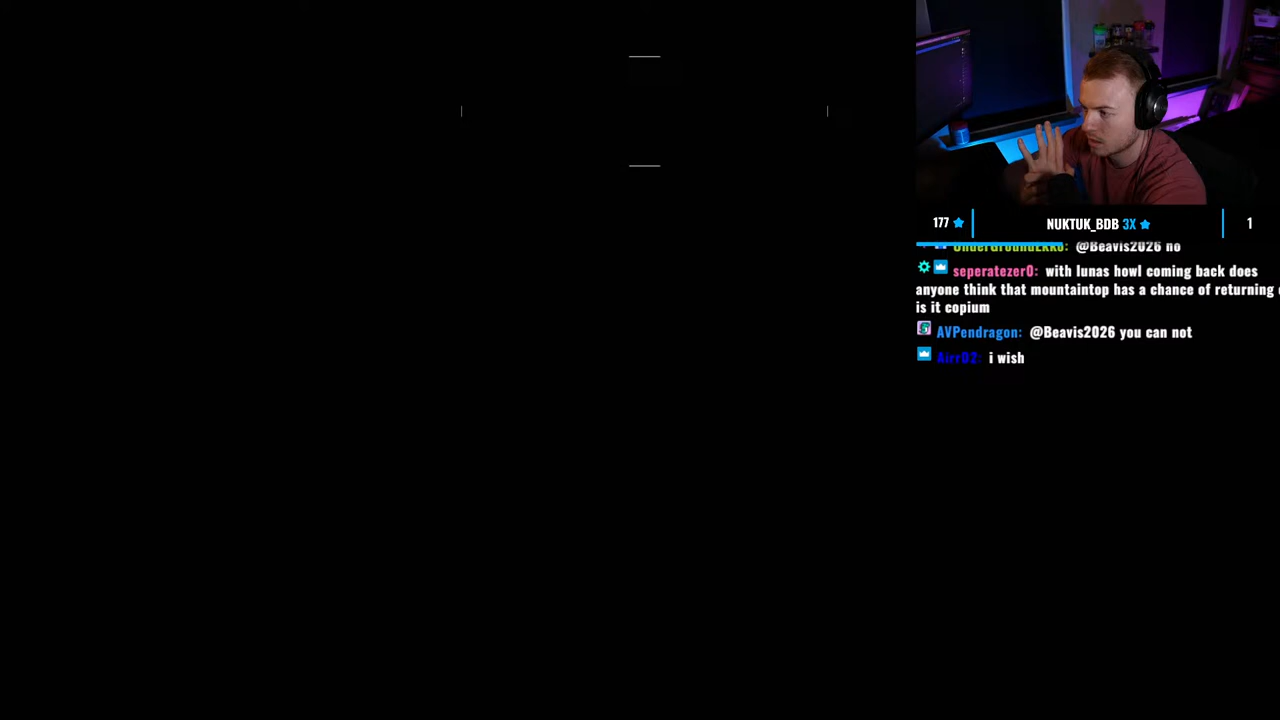 177
NUKTUK_BDB 3X
1
@Beavis2026 no
seperatezer0: with lunas howl coming back does
anyone think that mountaintop has a chance of returning
is it copium
AVPendragon: @Beavis2026 you can not
Airr02: i wish